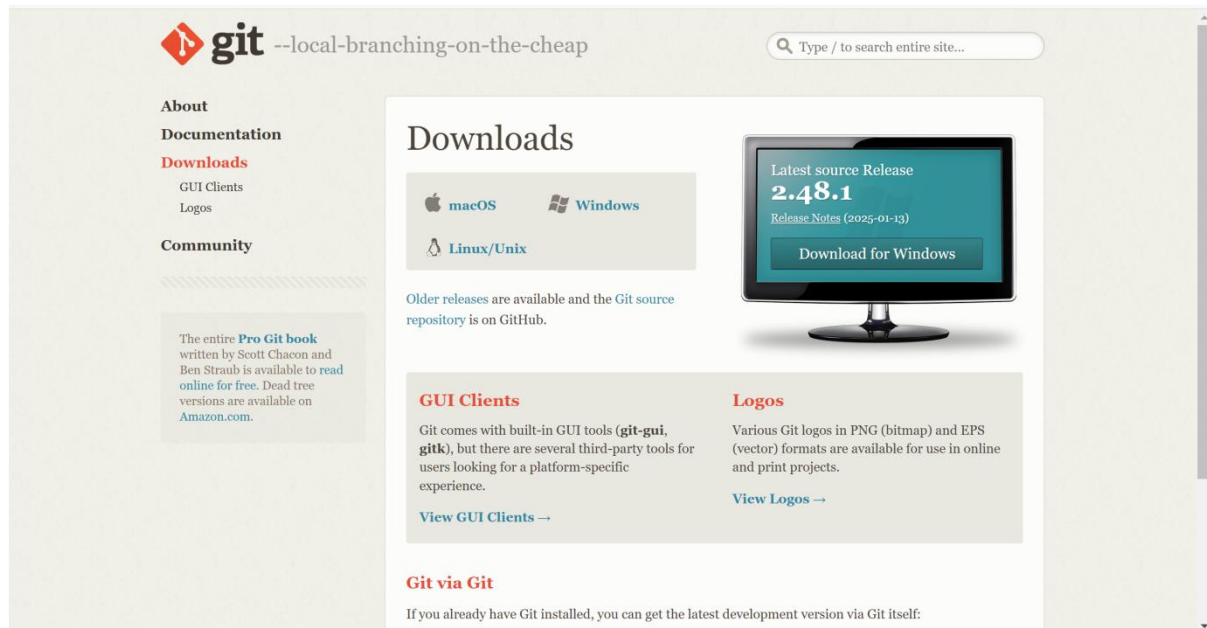 git --local-branching-on-the-cheap
Type / to search entire site...
About
Documentation
Downloads
GUI Clients
Logos
Community
The entire Pro Git book
written by Scott Chacon and
Ben Straub is available to read
online for free. Dead tree
versions are available on
Amazon.com.
Downloads
macOS
Windows
Linux/Unix
Older releases are available and the Git source
repository is on GitHub.
Latest source Release
2.48.1
Release Notes (2025-01-13)
Download for Windows
GUI Clients
Git comes with built-in GUI tools (git-gui,
gitk), but there are several third-party tools for
users looking for a platform-specific
experience.
View GUI Clients →
Logos
Various Git logos in PNG (bitmap) and EPS
(vector) formats are available for use in online
and print projects.
View Logos →
Git via Git
If you already have Git installed, you can get the latest development version via Git itself: